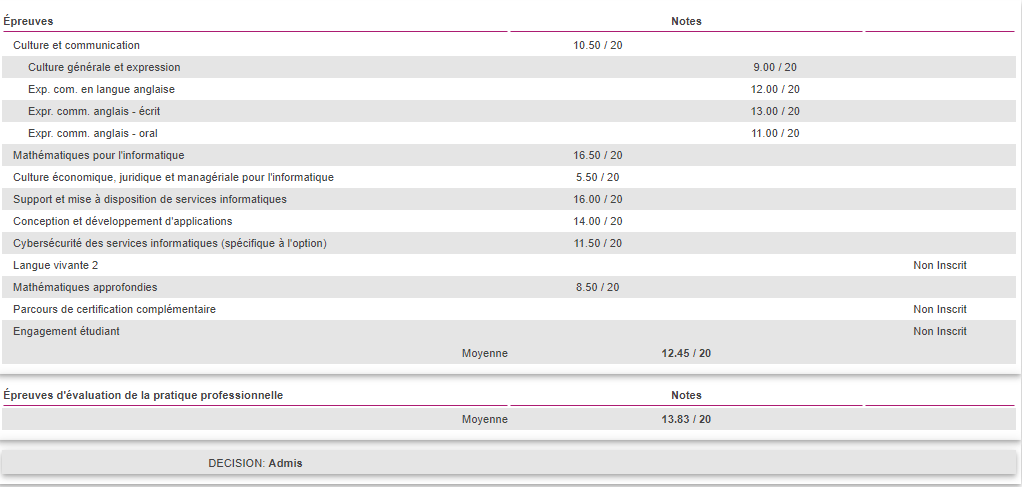 Épreuves Notes
Culture et communication 10.50 / 20
Culture générale et expression 9.00 / 20
Exp. com. en langue anglaise 12.00 / 20
Expr. comm. anglais - écrit 13.00 / 20
Expr. comm. anglais - oral 11.00 / 20
Mathématiques pour l'informatique 16.50 / 20
Culture économique, juridique et managériale pour l'informatique 5.50 / 20
Support et mise à disposition de services informatiques 16.00 / 20
Conception et développement d'applications 14.00 / 20
Cybersécurité des services informatiques (spécifique à l'option) 11.50 / 20
Langue vivante 2 Non Inscrit
Mathématiques approfondies 8.50 / 20
Parcours de certification complémentaire Non Inscrit
Engagement étudiant Non Inscrit
Moyenne 12.45 / 20
Épreuves d'évaluation de la pratique professionnelle Notes
Moyenne 13.83 / 20
DECISION: Admis